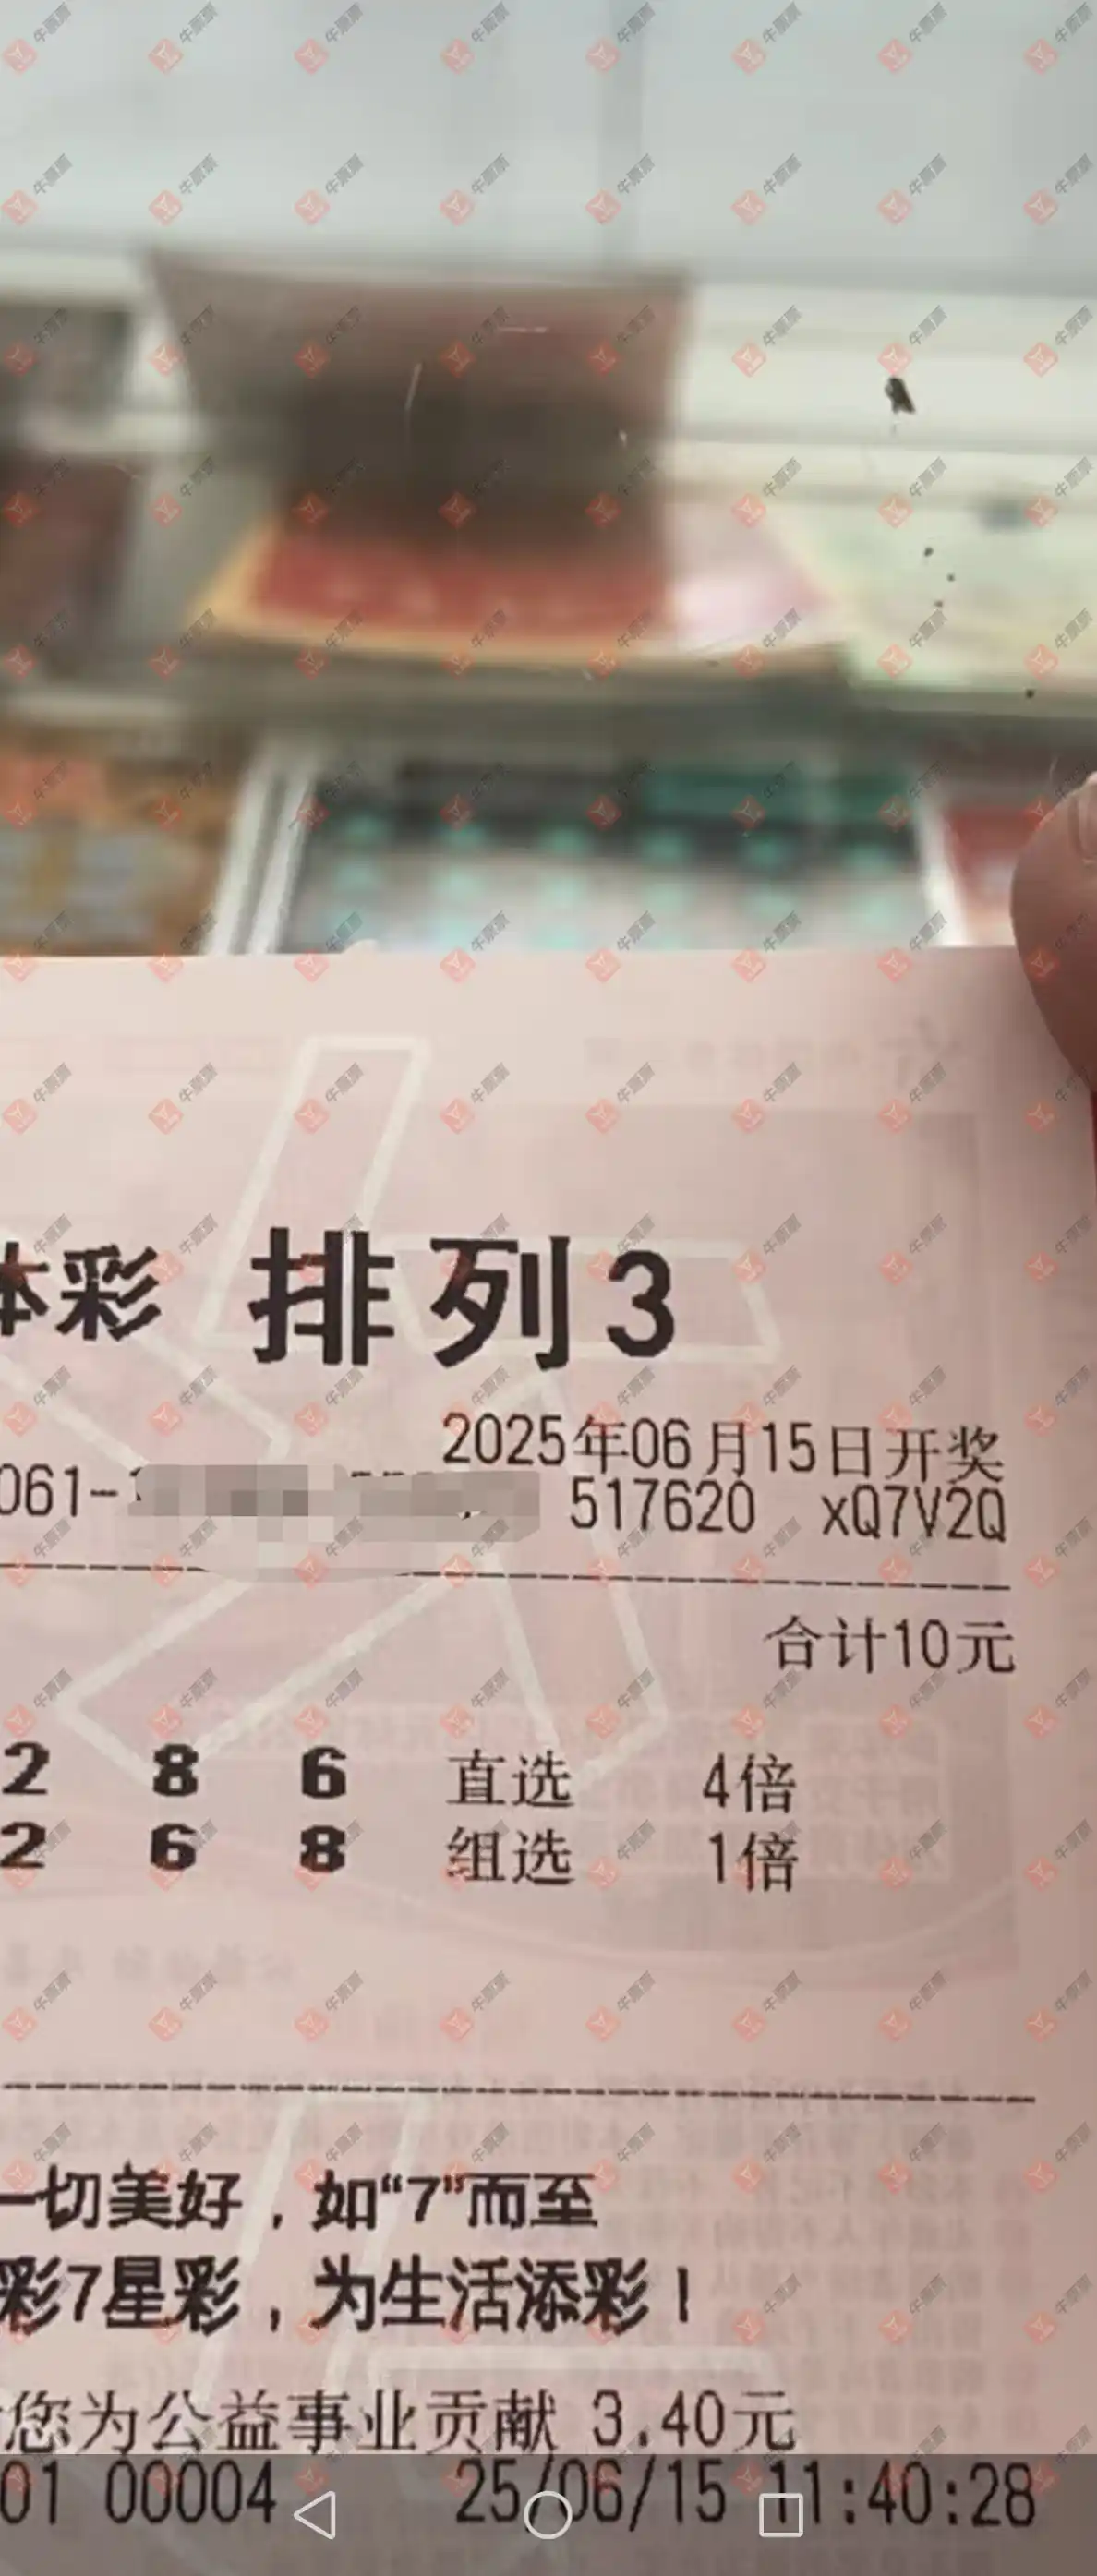 体彩 排列3
2025年06月15日开奖
061- 517620 xQ7V2Q
合计10元
2 8 6 直选 4倍
2 6 8 组选 1倍
一切美好，如“7”而至
彩7星彩，为生活添彩！
您为公益事业贡献 3.40元
01 00004 25/06/15 11:40:28